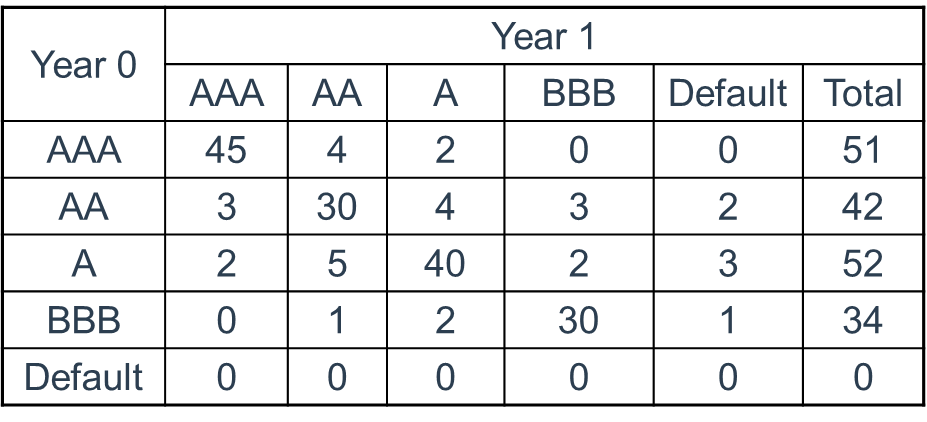 Year 0
Year 1
AAA AA A BBB Default Total
AAA 45 4 2 0 0 51
AA 3 30 4 3 2 42
A 2 5 40 2 3 52
BBB 0 1 2 30 1 34
Default 0 0 0 0 0 0